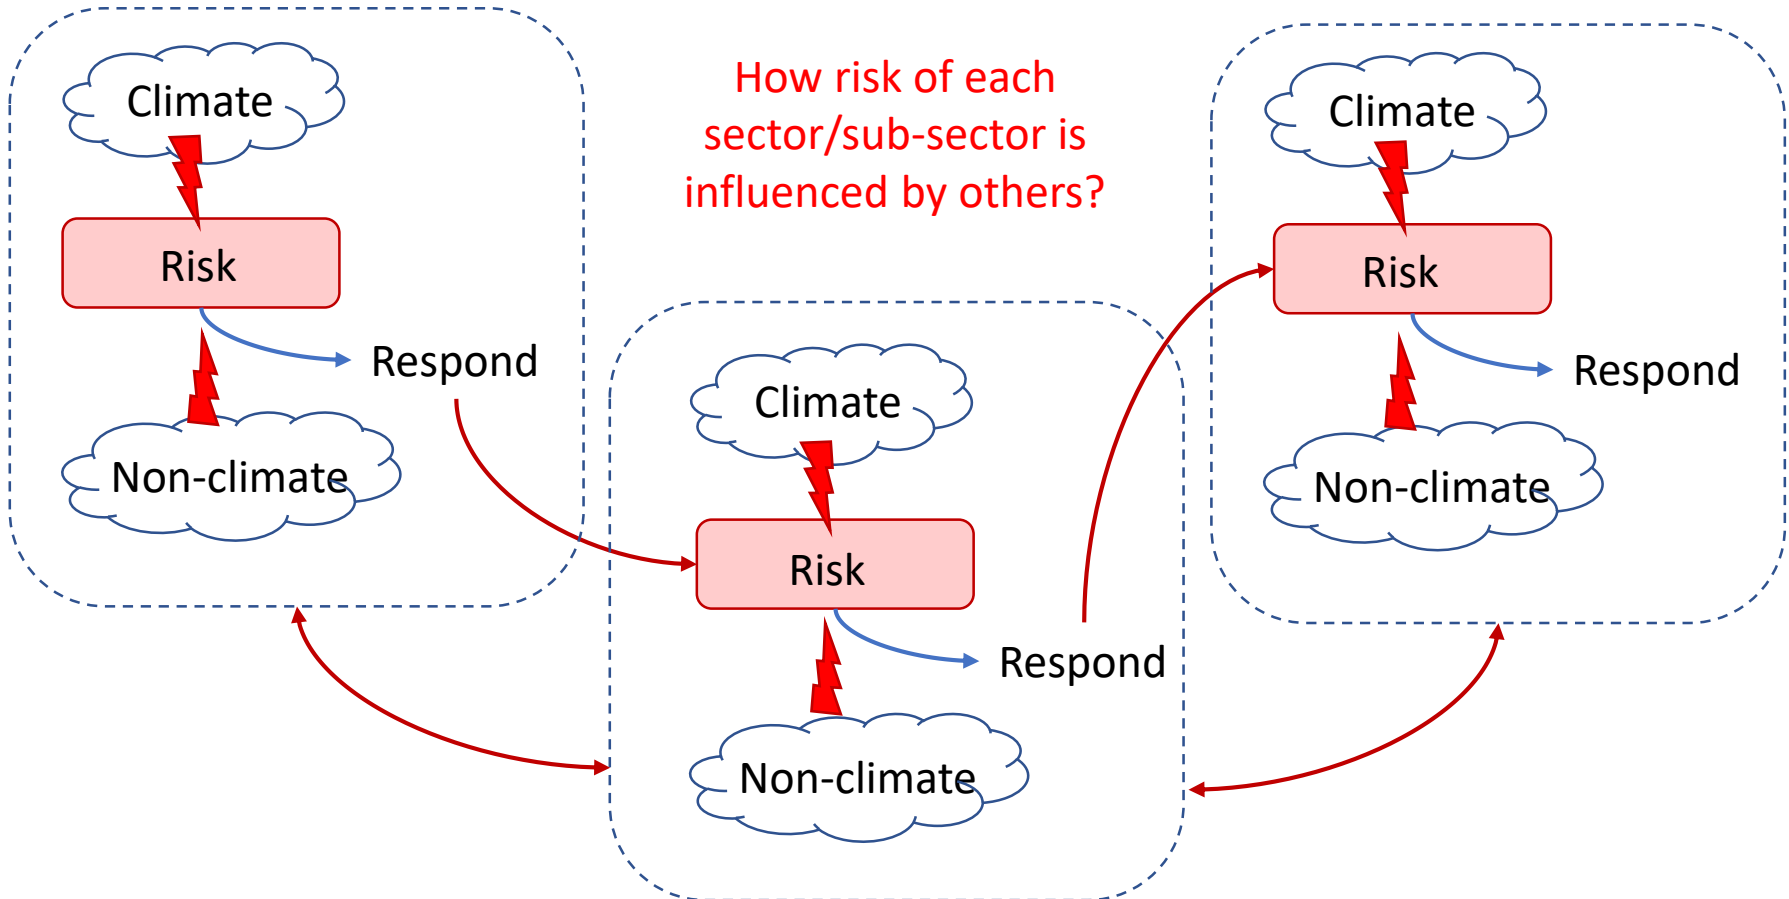 Climate
Risk
Respond
Non-climate
How risk of each
sector/sub-sector is
influenced by others?
Climate
Risk
Respond
Non-climate
Climate
Risk
Respond
Non-climate